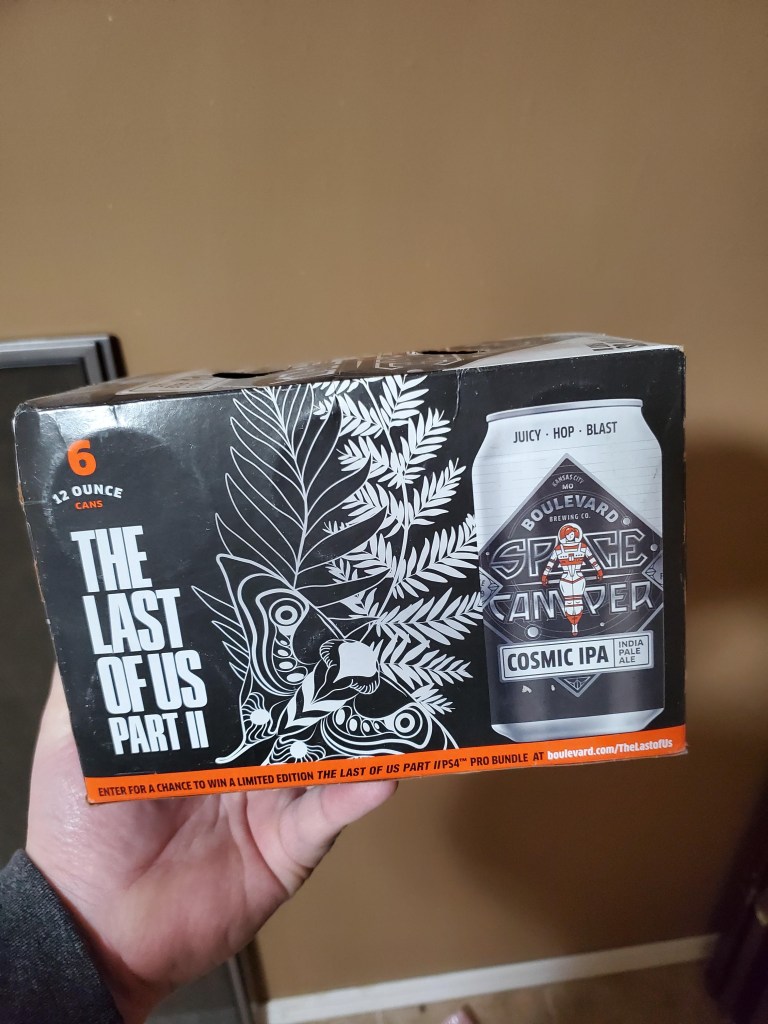 6
12 OUNCE
CANS
THE
LAST
OF US
PART II
JUICY · HOP · BLAST
KANSAS CITY
MO
BOULEVARD
BREWING CO.
SPACE
CAMPER
COSMIC IPA
INDIA
PALE
ALE
ENTER FOR A CHANCE TO WIN A LIMITED EDITION THE LAST OF US PART II PS4™ PRO BUNDLE AT boulevard.com/TheLastofUs